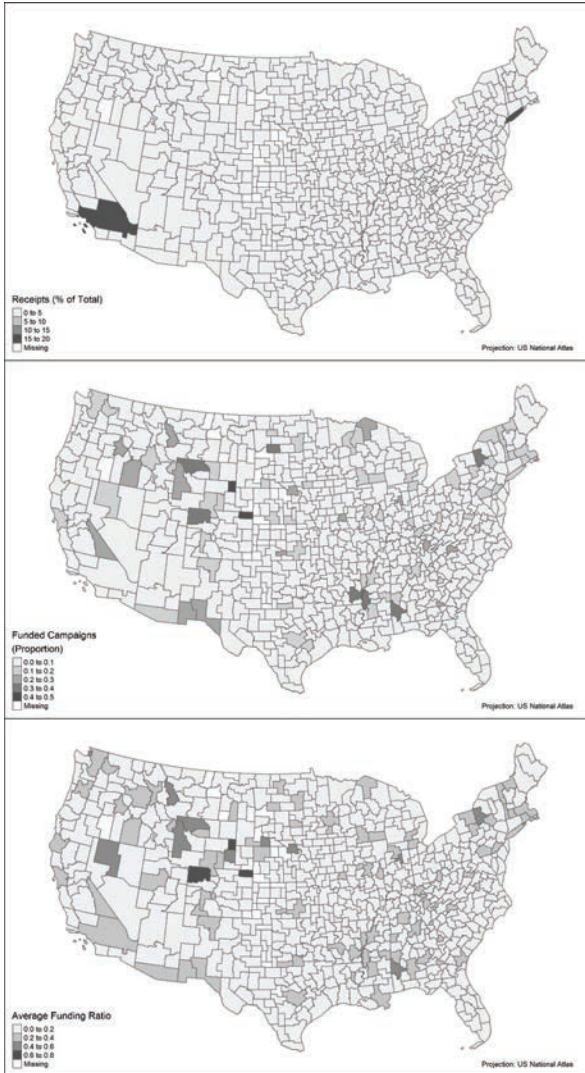 Receipts (% of Total)
0 to 5
5 to 10
10 to 15
15 to 20
Missing
Projection: US National Atlas
Funded Campaigns
(Proportion)
0.0 to 0.1
0.1 to 0.2
0.2 to 0.3
0.3 to 0.4
0.4 to 0.5
Missing
Projection: US National Atlas
Average Funding Ratio
0.0 to 0.2
0.2 to 0.4
0.4 to 0.6
0.6 to 0.8
Missing
Projection: US National Atlas